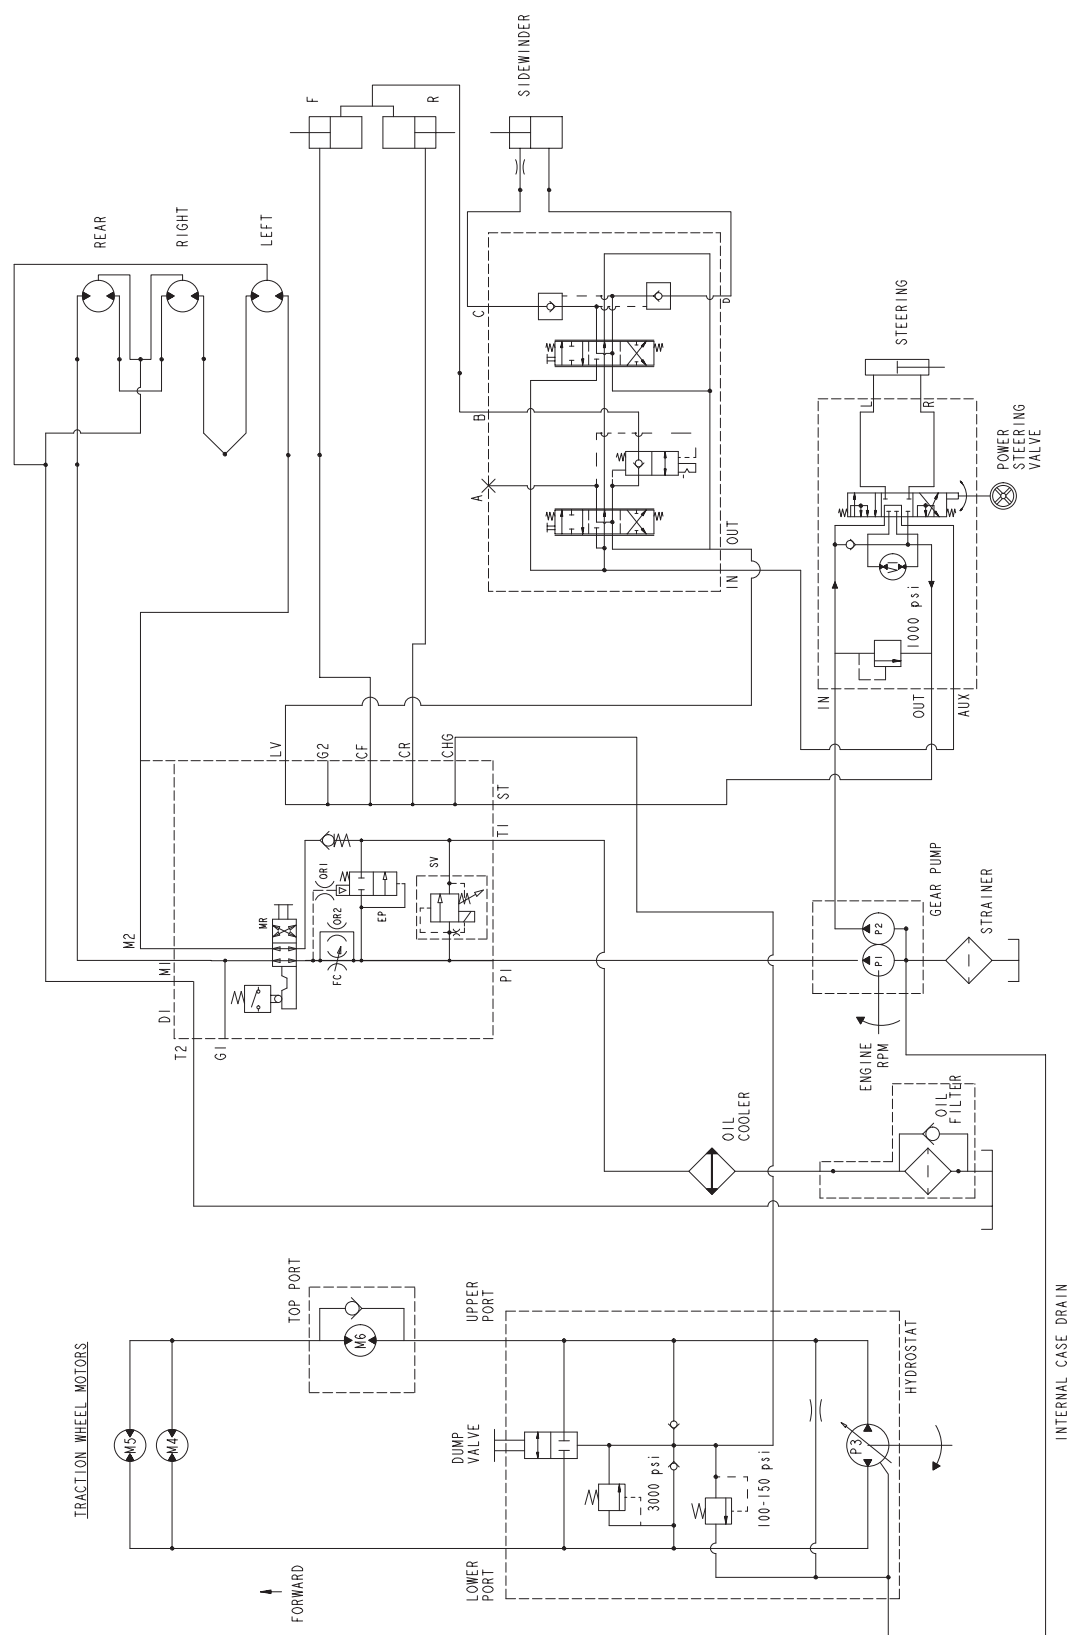 SIDEWINDER
F
R
REAR
RIGHT
LEFT
C
D
B
A
STEERING
L
R
POWER
STEERING
VALVE
OUT
IN
V1
1000 psi
IN
OUT
AUX
LV
G2
CF
CR
CHG
ST
T1
M2
M1
D1
T2
G1
P1
MR
OR1
OR2
FC
EP
SV
GEAR PUMP
P2
P1
STRAINER
ENGINE
RPM
OIL
COOLER
OIL
FILTER
TRACTION WHEEL MOTORS
TOP PORT
UPPER
PORT
M6
M5
M4
DUMP
VALVE
3000 psi
100-150 psi
P3
HYDROSTAT
LOWER
PORT
FORWARD
INTERNAL CASE DRAIN